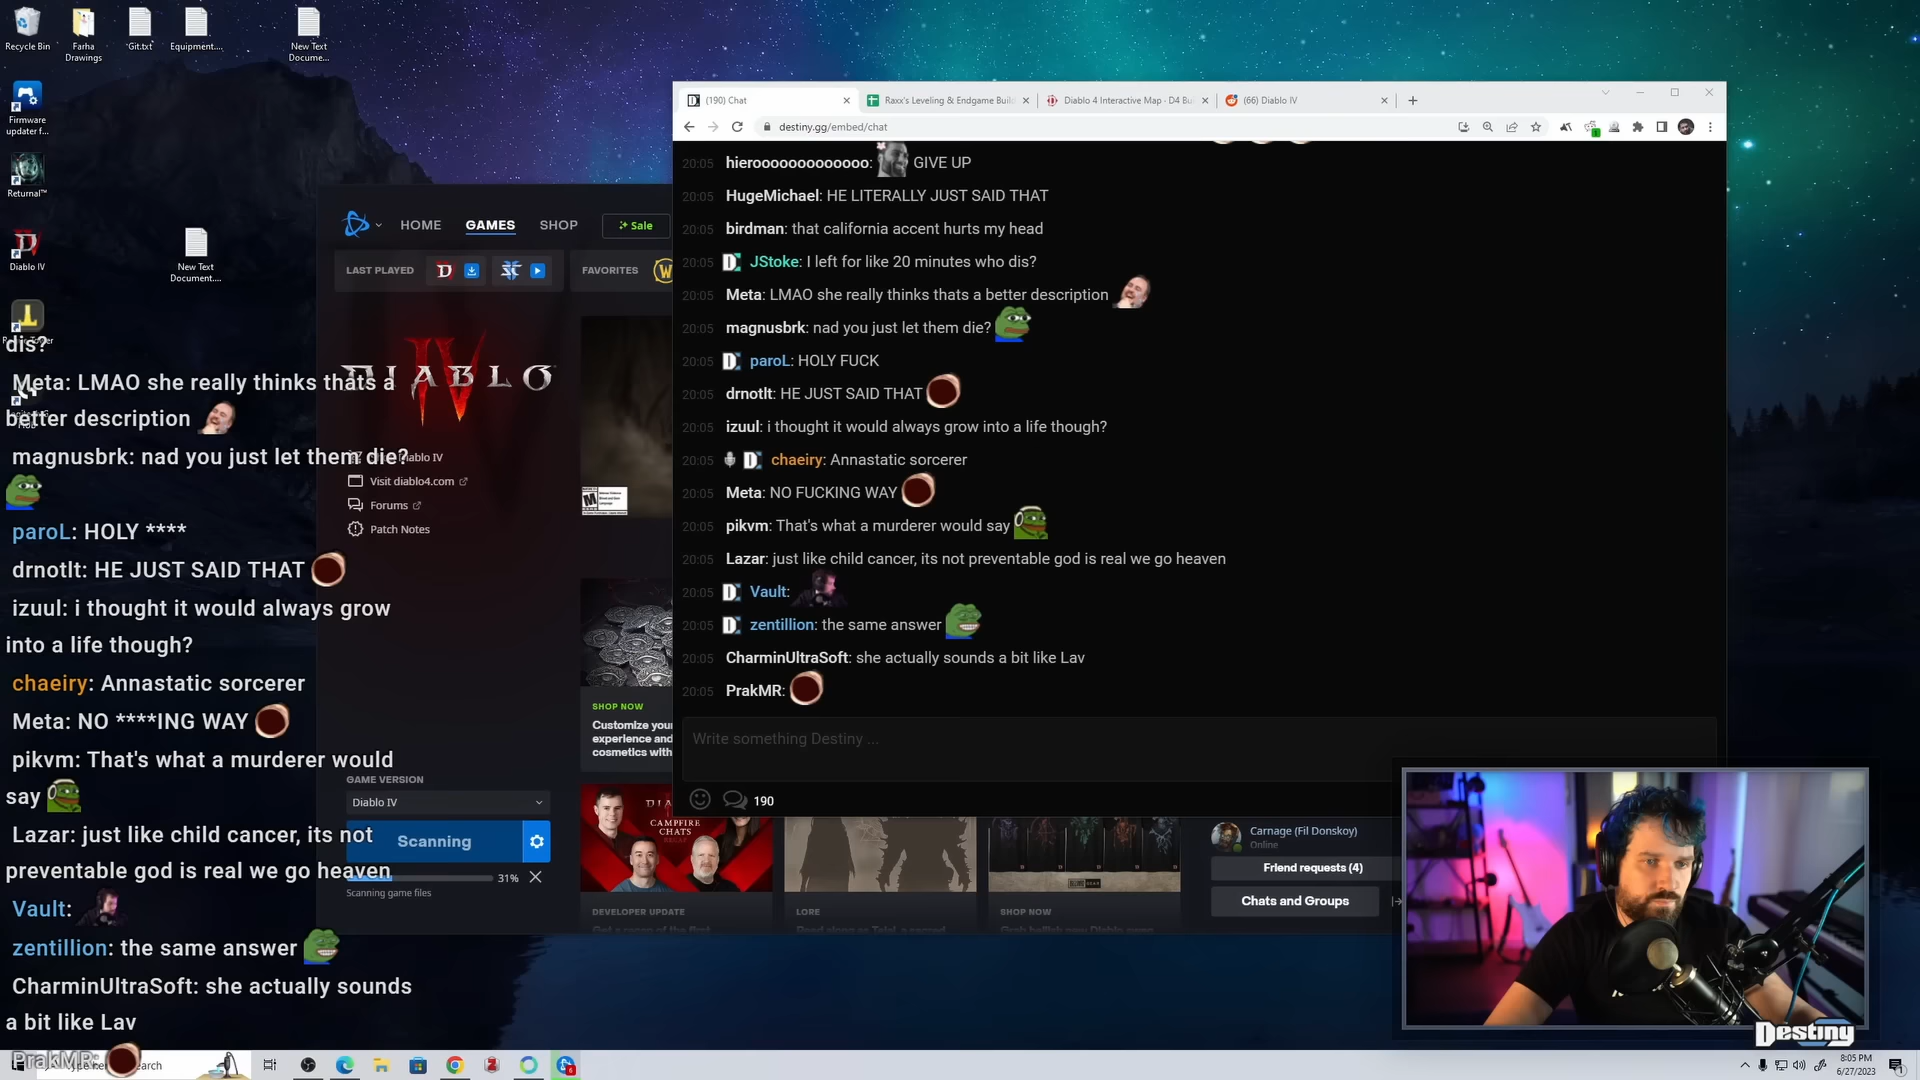 Recycle Bin
Farha
Drawings
Git.txt
Equipment....
New Text
Docume...
Firmware
updater f...
Returnal™
Diablo IV
New Text
Document....
dis?
Meta: LMAO she really thinks thats a
better description
magnusbrk: nad you just let them die?
paroL: HOLY ****
drnotlt: HE JUST SAID THAT
izuul: i thought it would always grow
into a life though?
chaeiry: Annastatic sorcerer
Meta: NO ****ING WAY
pikvm: That's what a murderer would
say
Lazar: just like child cancer, its not
preventable god is real we go heaven
Vault:
zentillion: the same answer
CharminUltraSoft: she actually sounds
a bit like Lav
PrakMR:
HOME
GAMES
SHOP
Sale
LAST PLAYED
FAVORITES
DIABLO
IV
Diablo IV
Visit diablo4.com
Forums
Patch Notes
GAME VERSION
Diablo IV
Scanning
31%
Scanning game files
SHOP NOW
Customize your
experience and
cosmetics with
CAMPFIRE
CHATS
DEVELOPER UPDATE
LORE
SHOP NOW
Carnage (Fil Donskoy)
Online
Friend requests (4)
Chats and Groups
(190) Chat
Raxx's Leveling & Endgame Buil
Diablo 4 Interactive Map - D4 Bu
(66) Diablo IV
destiny.gg/embed/chat
20:05 hierooooooooooooo: GIVE UP
20:05 HugeMichael: HE LITERALLY JUST SAID THAT
20:05 birdman: that california accent hurts my head
20:05 JStoke: I left for like 20 minutes who dis?
20:05 Meta: LMAO she really thinks thats a better description
20:05 magnusbrk: nad you just let them die?
20:05 paroL: HOLY FUCK
20:05 drnotlt: HE JUST SAID THAT
20:05 izuul: i thought it would always grow into a life though?
20:05 chaeiry: Annastatic sorcerer
20:05 Meta: NO FUCKING WAY
20:05 pikvm: That's what a murderer would say
20:05 Lazar: just like child cancer, its not preventable god is real we go heaven
20:05 Vault:
20:05 zentillion: the same answer
20:05 CharminUltraSoft: she actually sounds a bit like Lav
20:05 PrakMR:
Write something Destiny ...
190
Destiny
8:05 PM
6/27/2023